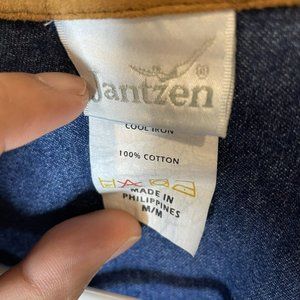 Jantzen
®
COOL IRON
100% COTTON
MADE IN
PHILIPPINES
M/M